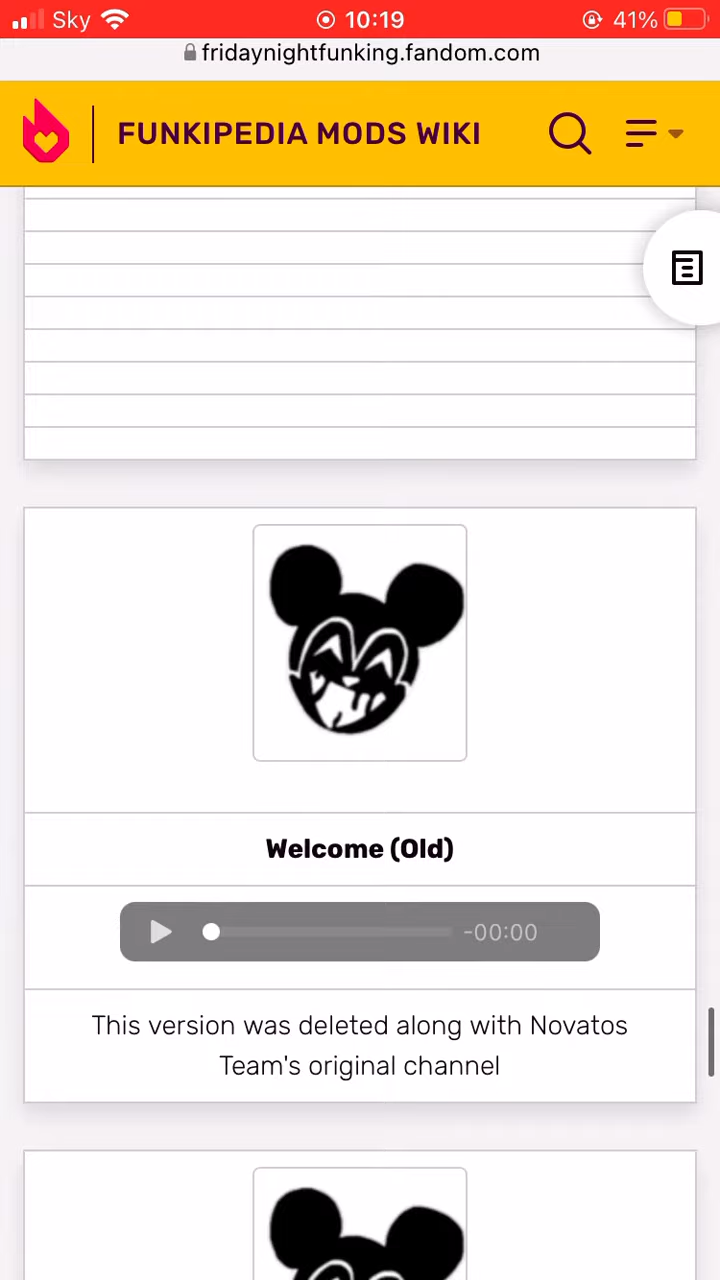 Sky 10:19 41%
fridaynightfunking.fandom.com
FUNKIPEDIA MODS WIKI
Welcome (Old)
-00:00
This version was deleted along with Novatos
Team's original channel